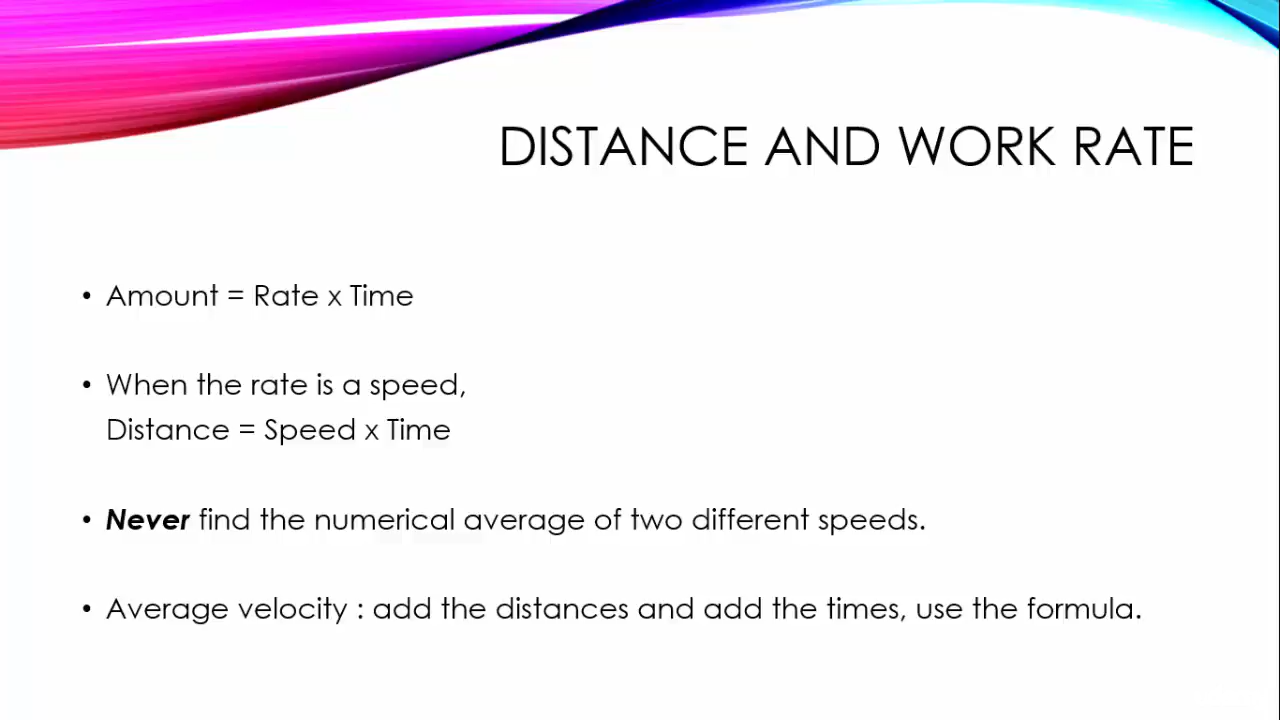 DISTANCE AND WORK RATE
• Amount = Rate x Time
• When the rate is a speed,
Distance = Speed x Time
• Never find the numerical average of two different speeds.
• Average velocity : add the distances and add the times, use the formula.